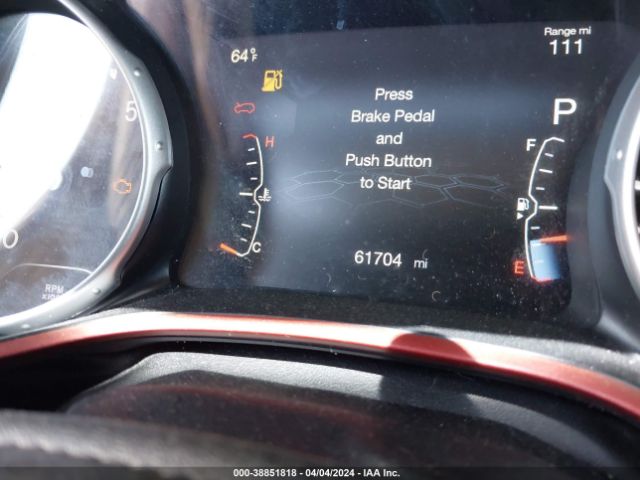 64°F
Range mi
111
Press
Brake Pedal
and
Push Button
to Start
P
H
C
F
E
61704 mi
5
0
RPM
000-38851818 - 04/04/2024 - IAA Inc.